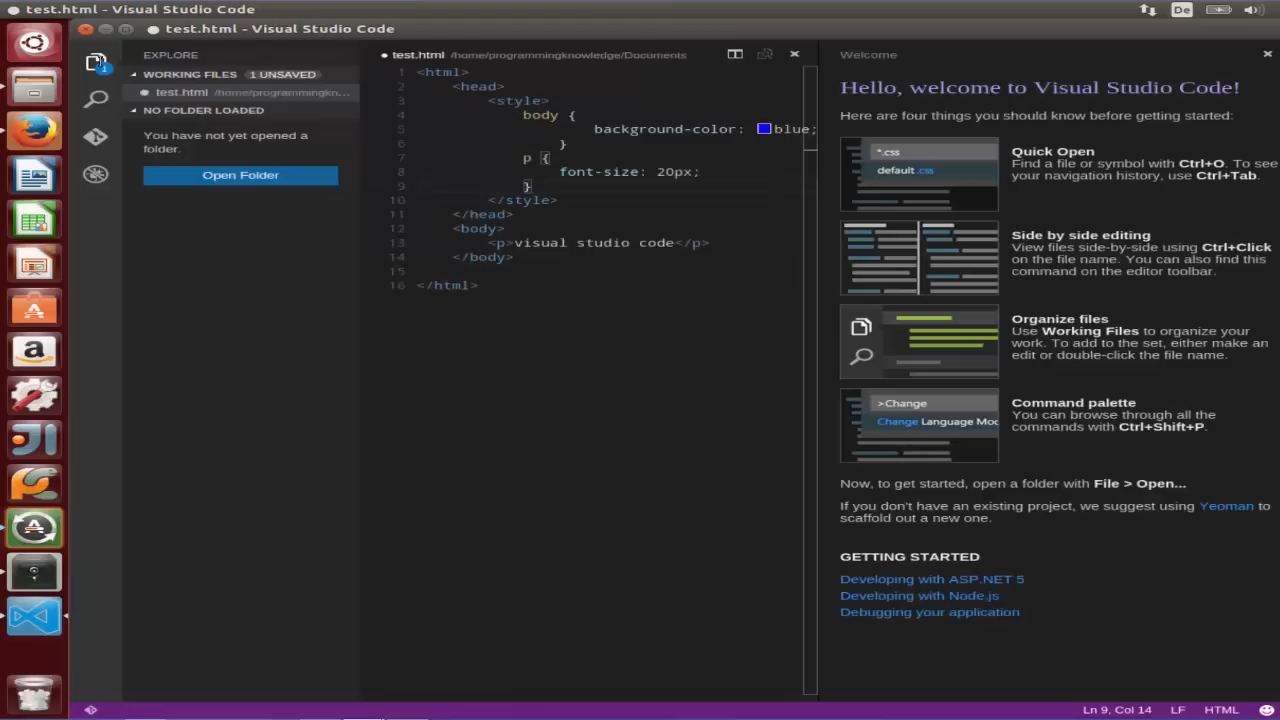 test.html - Visual Studio Code
De
test.html - Visual Studio Code
EXPLORE
WORKING FILES 1 UNSAVED
test.html /home/programmingkn...
NO FOLDER LOADED
You have not yet opened a
folder.
Open Folder
1
test.html /home/programmingknowledge/Documents
1 <html>
2 <head>
3 <style>
4 body {
5 background-color: blue;
6 }
7 p {
8 font-size: 20px;
9 }
10 </style>
11 </head>
12 <body>
13 <p>visual studio code</p>
14 </body>
15
16 </html>
Welcome
Hello, welcome to Visual Studio Code!
Here are four things you should know before getting started:
*.css
default.css
Quick Open
Find a file or symbol with Ctrl+O. To see
your navigation history, use Ctrl+Tab.
Side by side editing
View files side-by-side using Ctrl+Click
on the file name. You can also find this
command on the editor toolbar.
Organize files
Use Working Files to organize your
work. To add to the set, either make an
edit or double-click the file name.
>Change
Change Language Moc
Command palette
You can browse through all the
commands with Ctrl+Shift+P.
Now, to get started, open a folder with File > Open...
If you don't have an existing project, we suggest using Yeoman to
scaffold out a new one.
GETTING STARTED
Developing with ASP.NET 5
Developing with Node.js
Debugging your application
Ln 9, Col 14 LF HTML